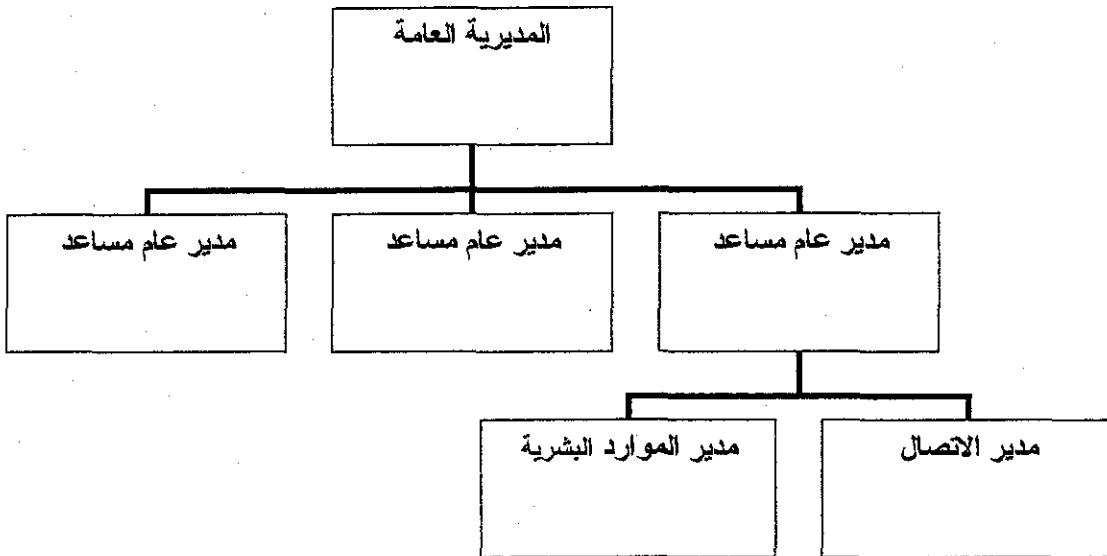 المديرية العامة
مدير عام مساعد
مدير عام مساعد
مدير عام مساعد
مدير الاتصال
مدير الموارد البشرية